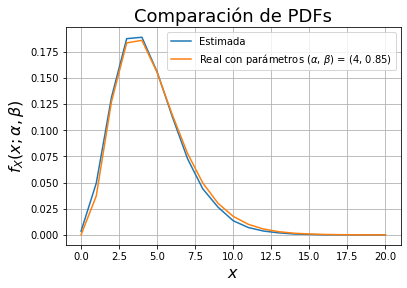 Comparación de PDFs
Estimada
Real con parámetros (α, β) = (4, 0.85)
f_X(x; α, β)
0.175
0.150
0.125
0.100
0.075
0.050
0.025
0.000
0.0 2.5 5.0 7.5 10.0 12.5 15.0 17.5 20.0
x